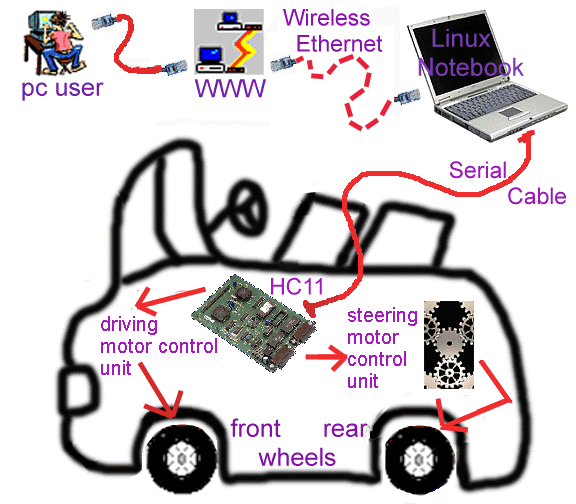 Wireless
Ethernet
Linux
Notebook
pc user
WWW
Serial
Cable
HC11
driving
motor control
unit
steering
motor
control
unit
front rear
wheels